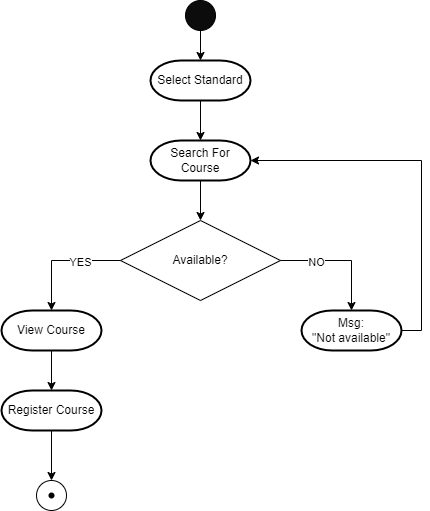 Select Standard
Search For
Course
Available?
YES
NO
View Course
Msg:
"Not available"
Register Course